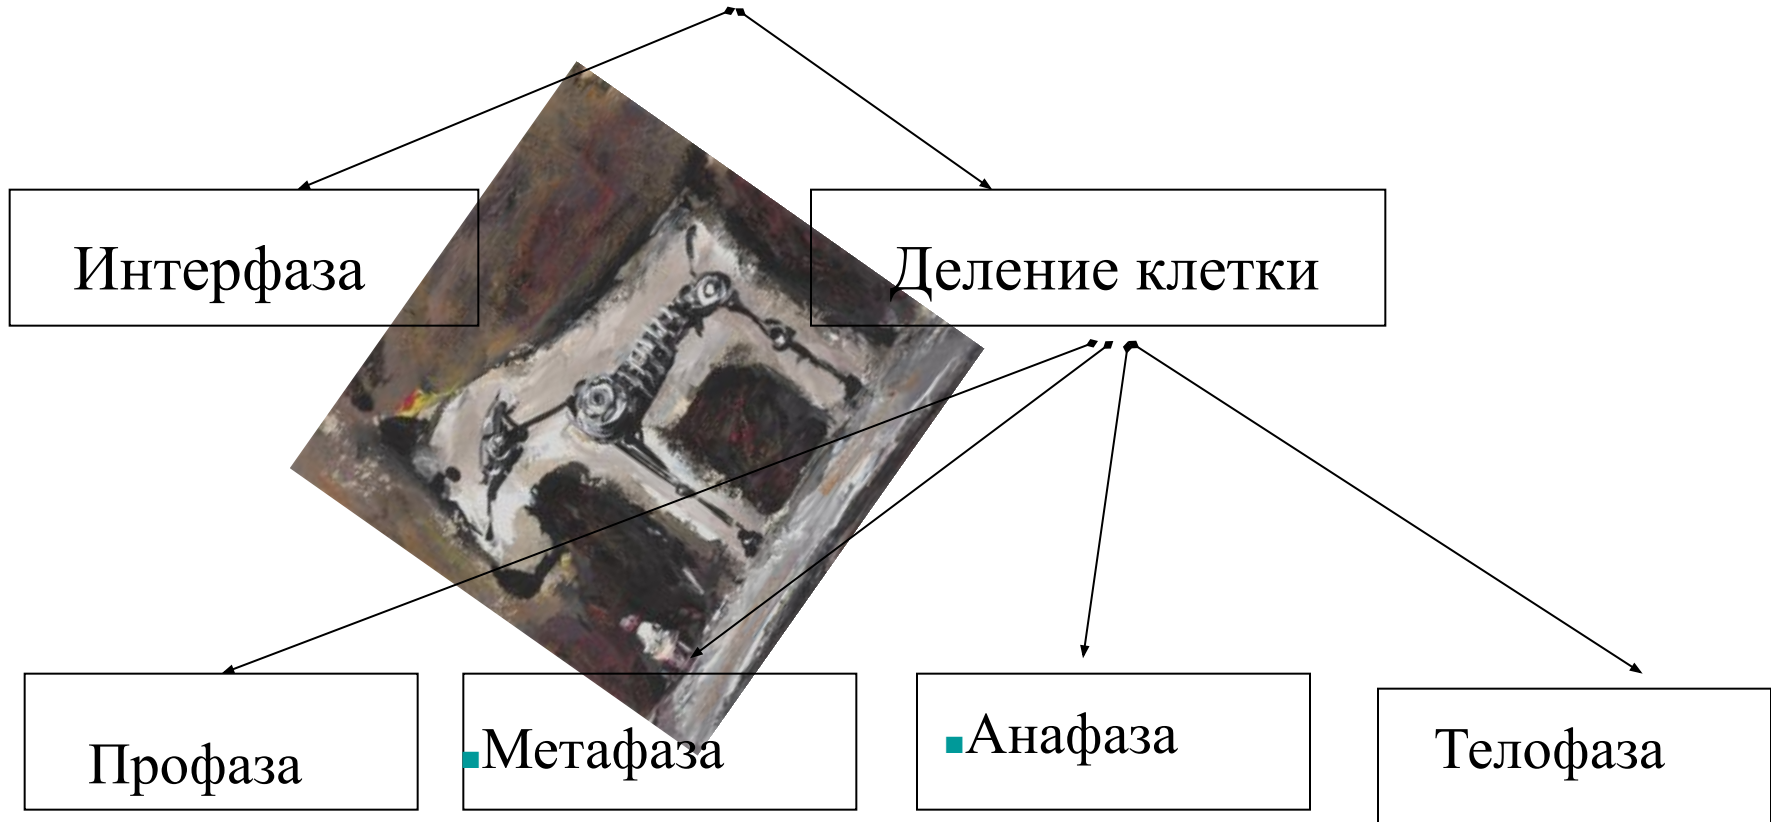 Интерфаза
Деление клетки
Профаза
Метафаза
Анафаза
Телофаза